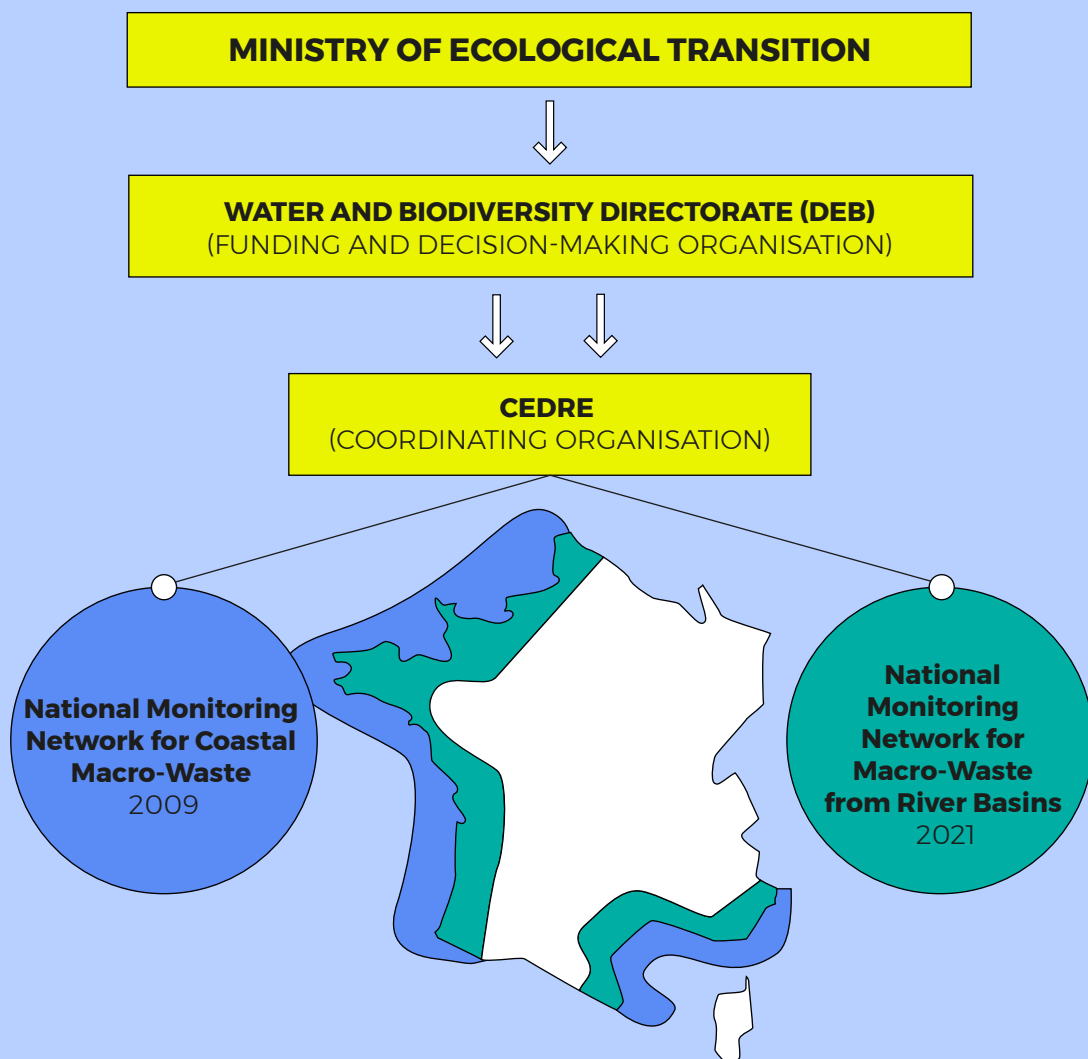 MINISTRY OF ECOLOGICAL TRANSITION
WATER AND BIODIVERSITY DIRECTORATE (DEB)
(FUNDING AND DECISION-MAKING ORGANISATION)
CEDRE
(COORDINATING ORGANISATION)
National Monitoring
Network for Coastal
Macro-Waste
2009
National
Monitoring
Network for
Macro-Waste
from River Basins
2021